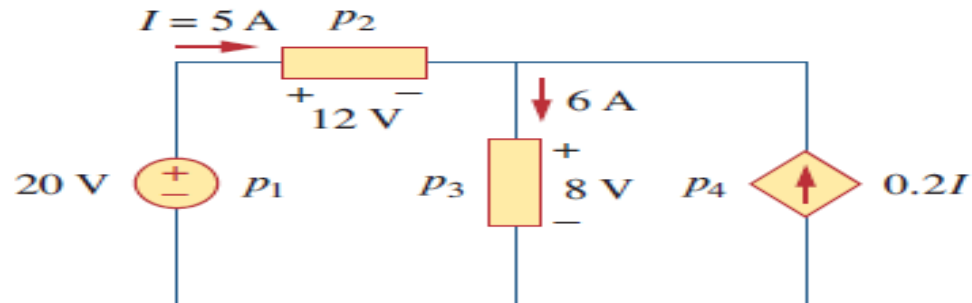 I = 5 A
p2
+ 12 V −
6 A
20 V
+
−
p1
p3
+
8 V
−
p4
0.2I